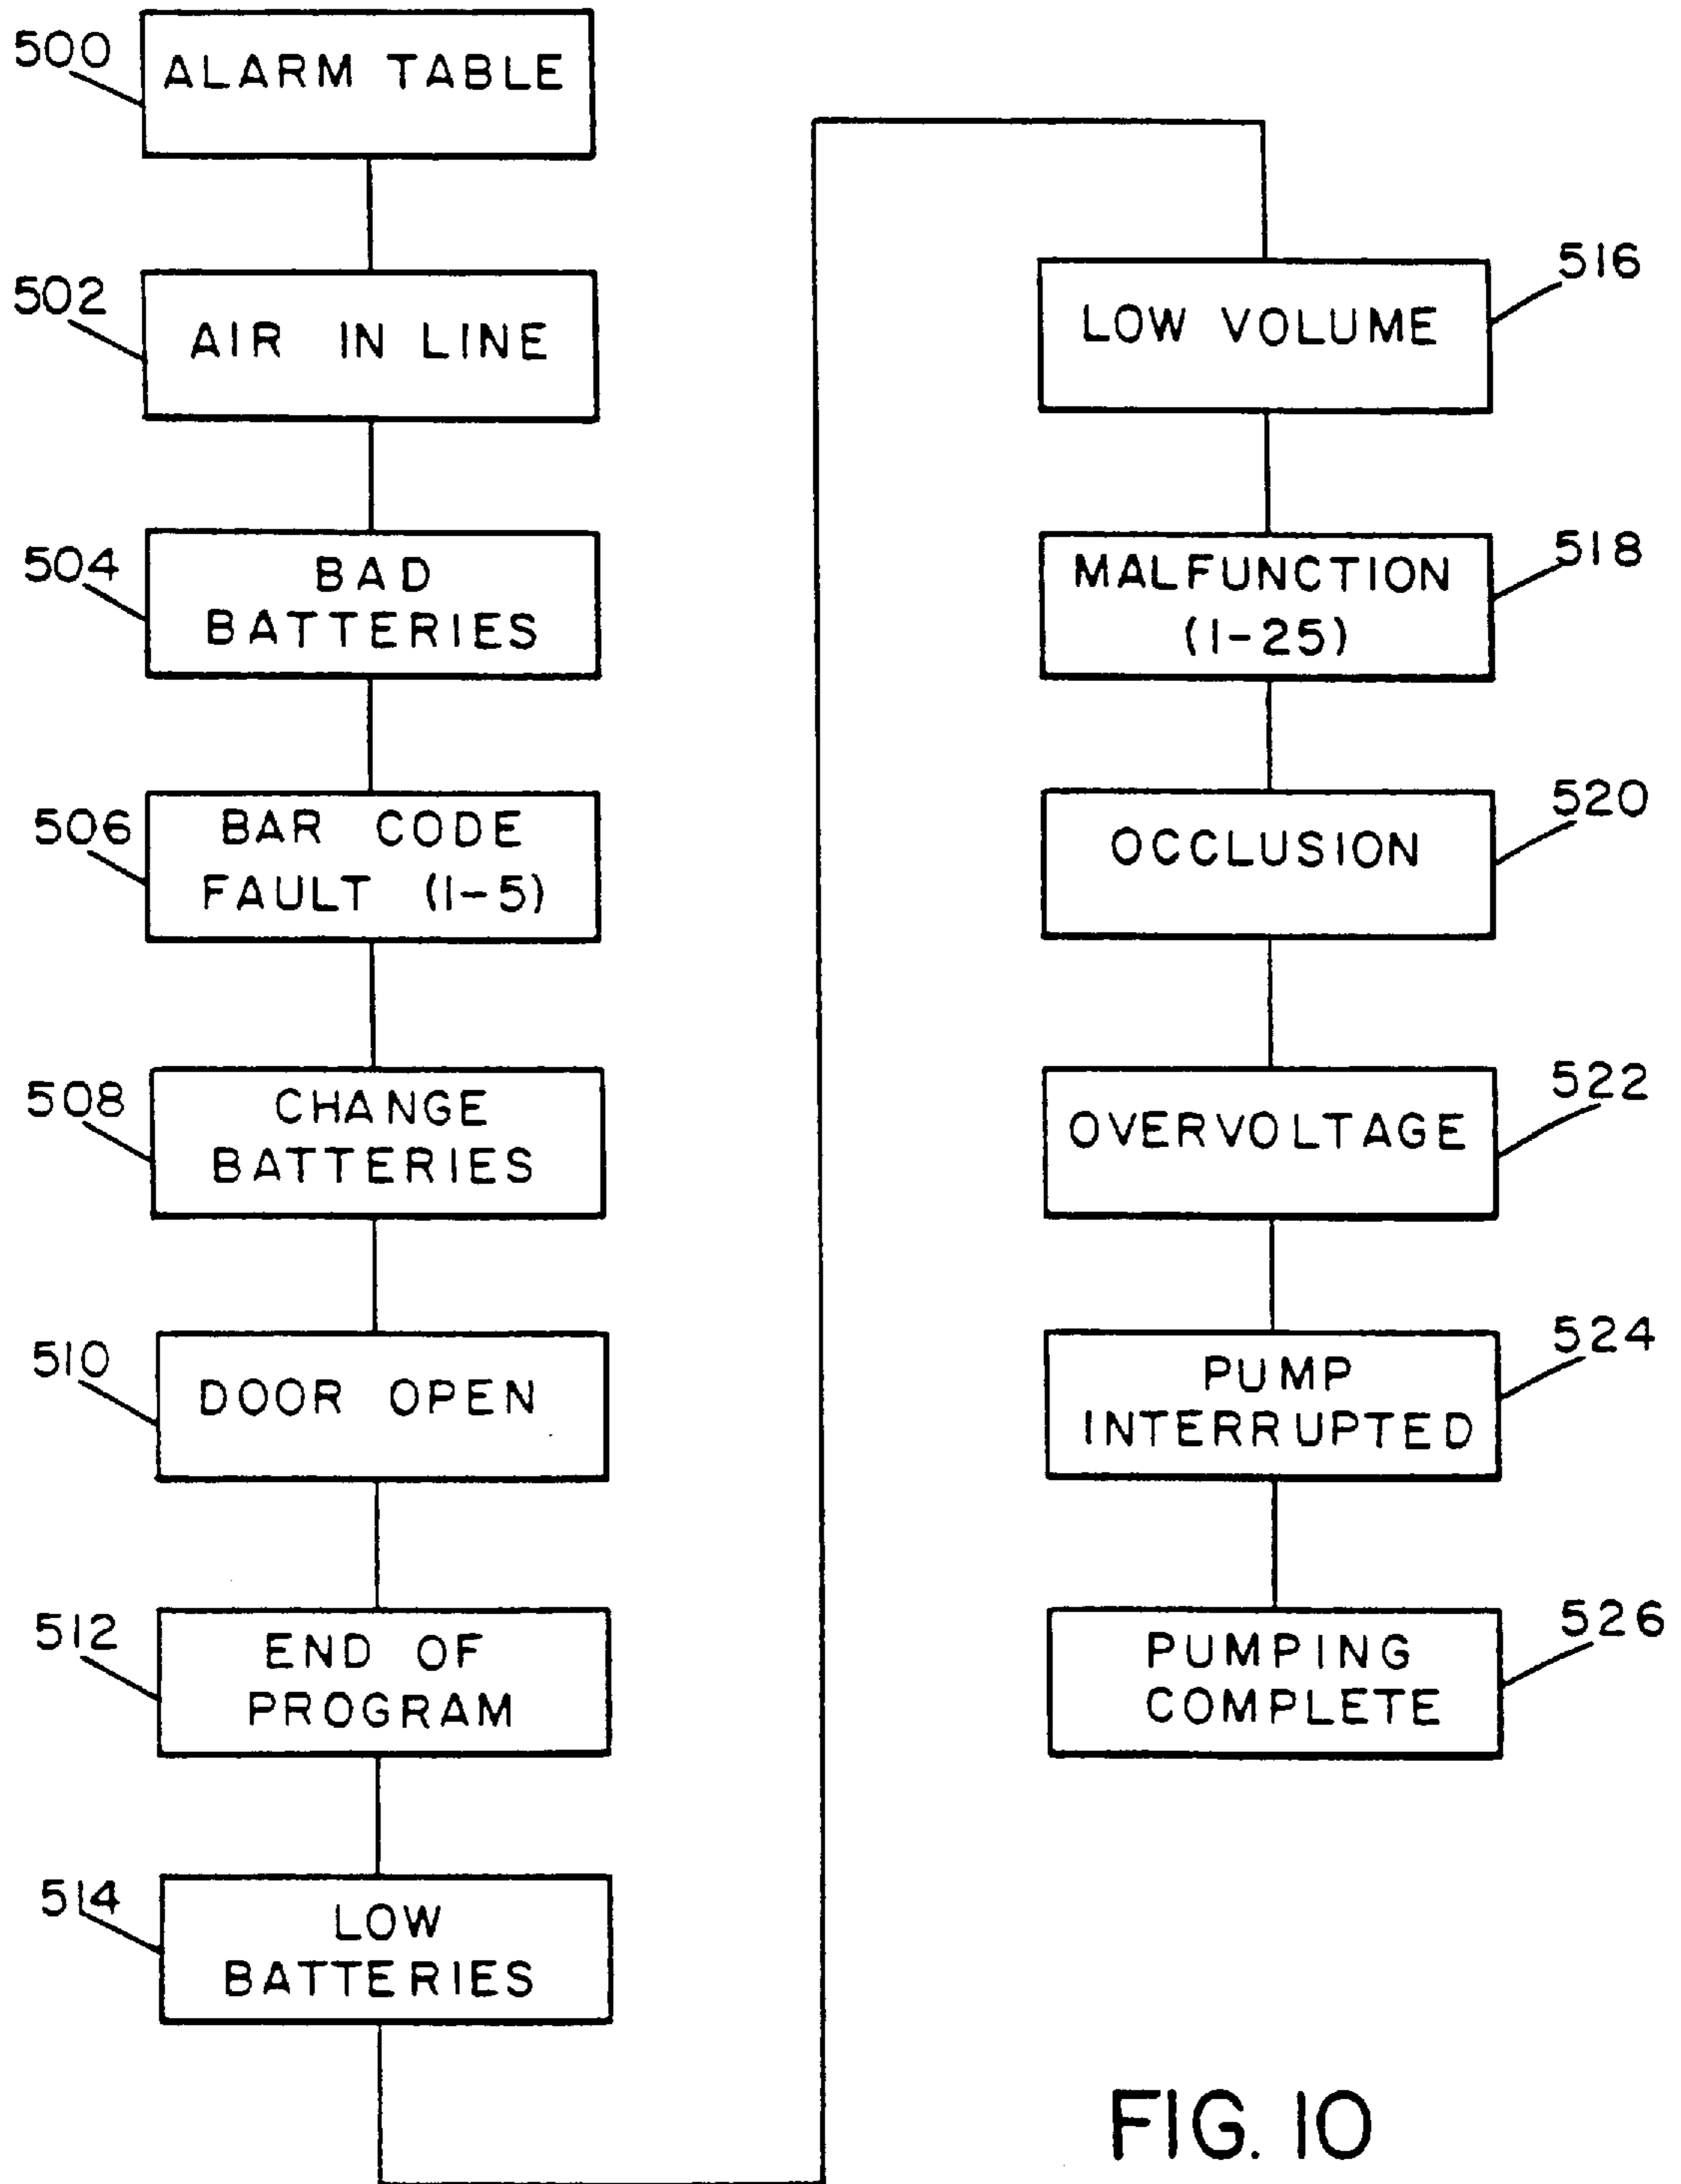 500
ALARM TABLE
502
AIR IN LINE
504
BAD
BATTERIES
506
BAR CODE
FAULT (1-5)
508
CHANGE
BATTERIES
510
DOOR OPEN
512
END OF
PROGRAM
514
LOW
BATTERIES
516
LOW VOLUME
518
MALFUNCTION
(1-25)
520
OCCLUSION
522
OVERVOLTAGE
524
PUMP
INTERRUPTED
526
PUMPING
COMPLETE
FIG. 10